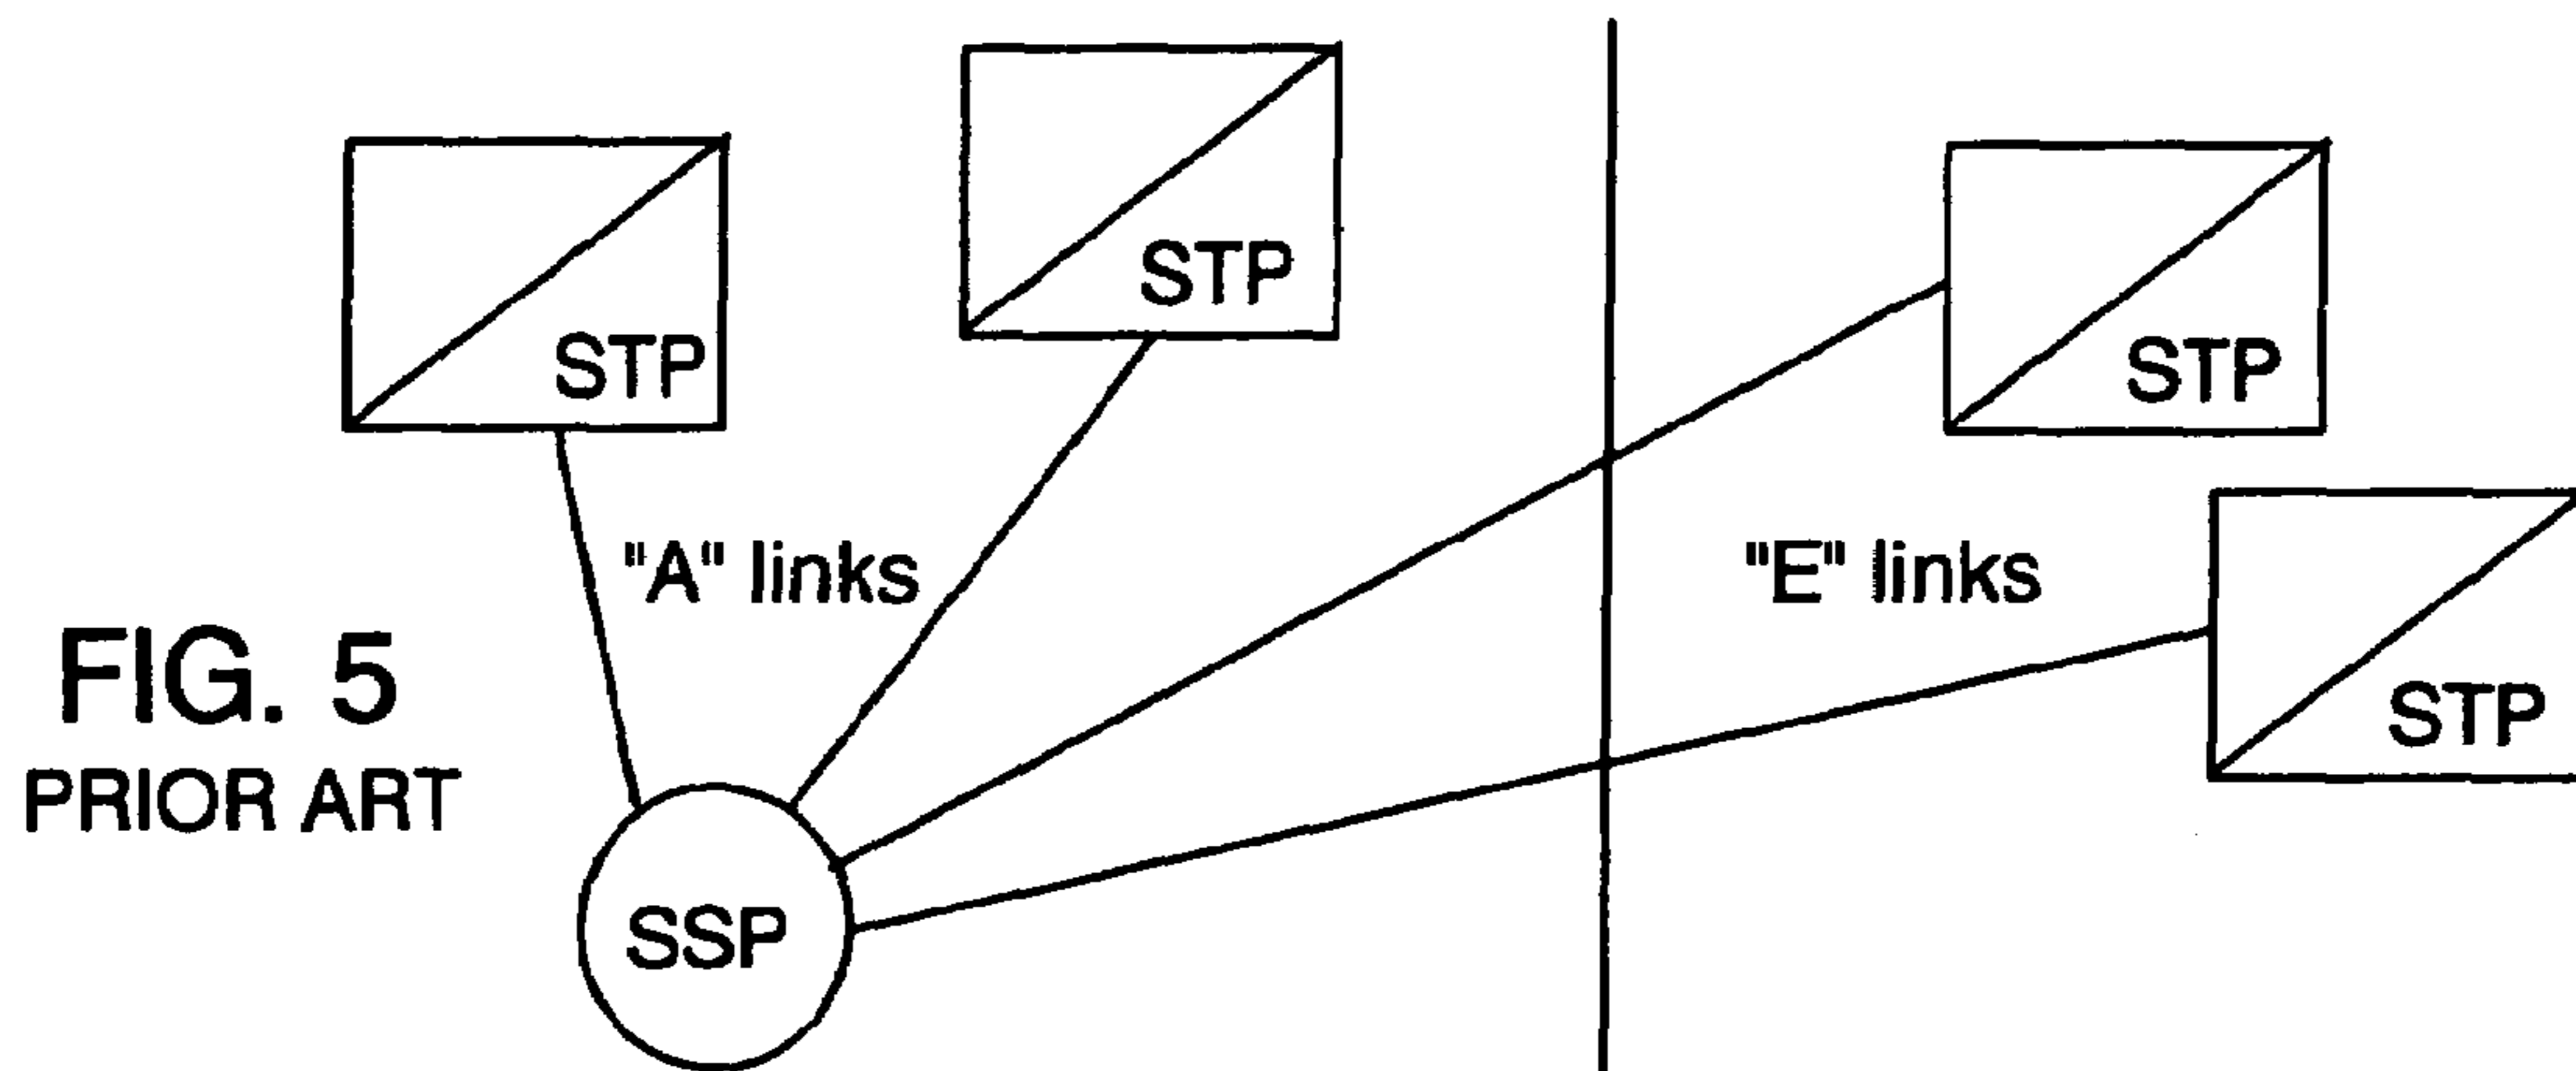 STP
STP
STP
"A" links
"E" links
STP
FIG. 5
PRIOR ART
SSP